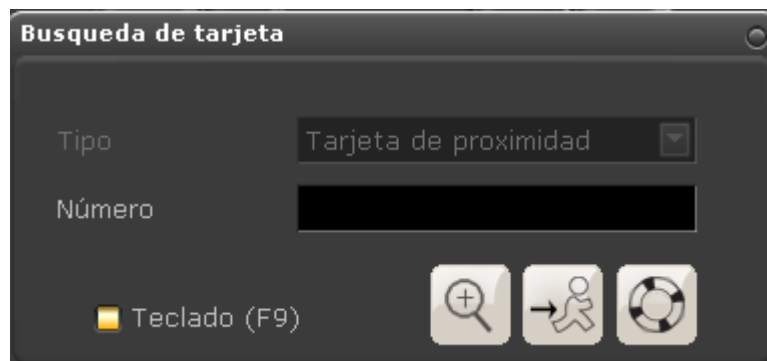 Busqueda de tarjeta
Tipo
Tarjeta de proximidad
Número
Teclado (F9)